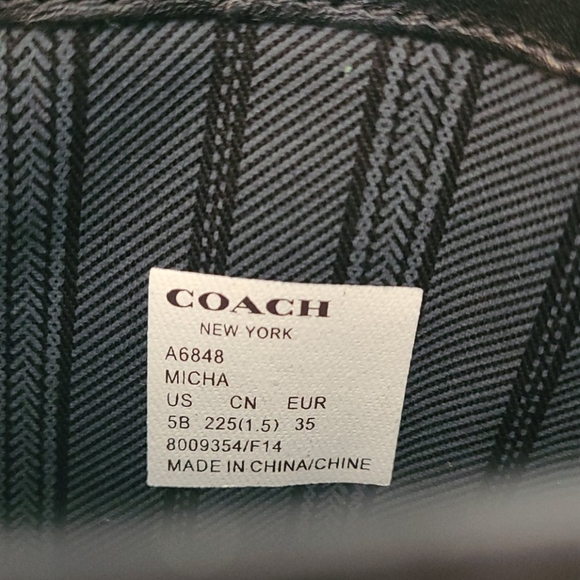 COACH
NEW YORK
A6848
MICHA
US CN EUR
5B 225(1.5) 35
8009354/F14
MADE IN CHINA/CHINE